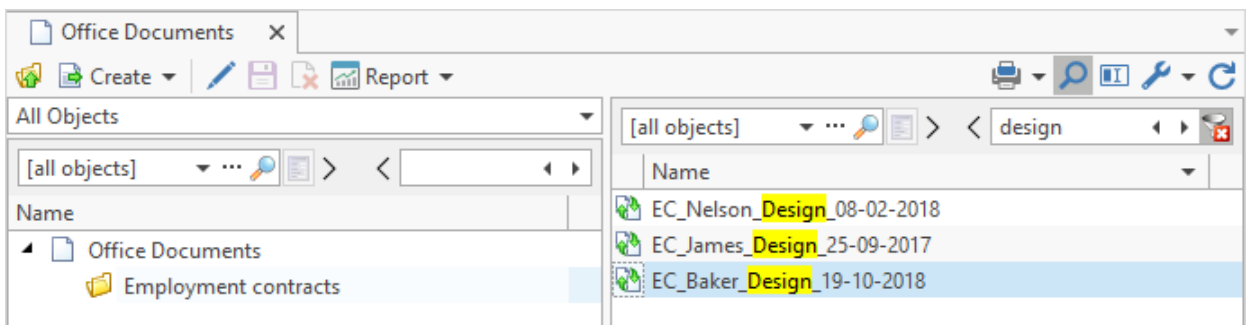 Office Documents
Create Report
All Objects
[all objects] ... 
Name
Office Documents
Employment contracts
[all objects] ... design
Name
EC_Nelson_Design_08-02-2018
EC_James_Design_25-09-2017
EC_Baker_Design_19-10-2018